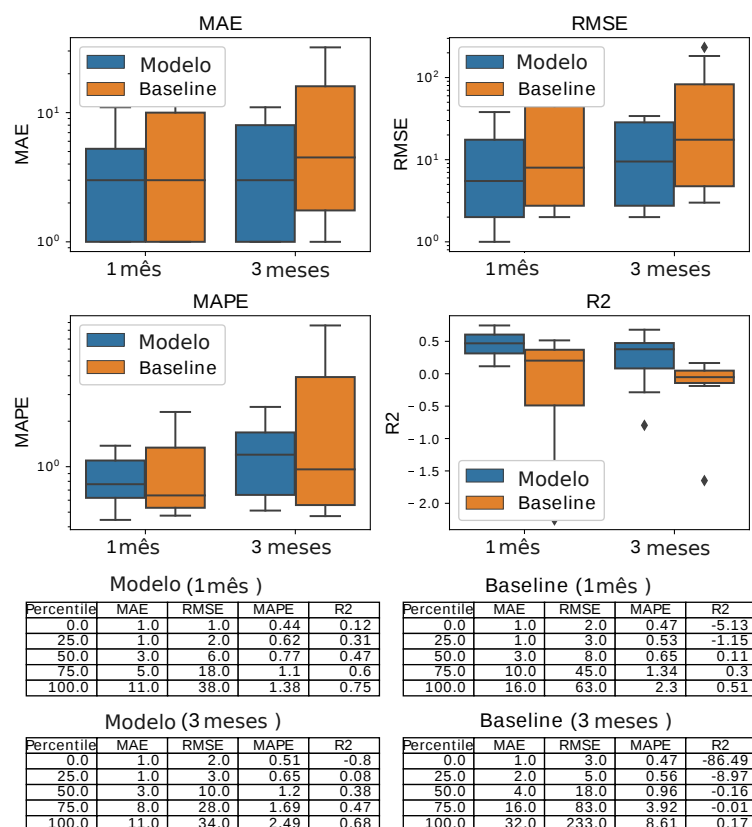 MAE
RMSE
MAE
10¹
10⁰
Modelo
Baseline
1mês
3 meses
RMSE
10²
10¹
10⁰
Modelo
Baseline
1mês
3 meses
MAPE
R2
MAPE
10⁰
Modelo
Baseline
1mês
3 meses
R2
0.5
0.0
−0.5
−1.0
−1.5
−2.0
Modelo
Baseline
1mês
3 meses
Modelo (1mês )
Percentile MAE RMSE MAPE R2
0.0 1.0 1.0 0.44 0.12
25.0 1.0 2.0 0.62 0.31
50.0 3.0 6.0 0.77 0.47
75.0 5.0 18.0 1.1 0.6
100.0 11.0 38.0 1.38 0.75
Baseline (1mês )
Percentile MAE RMSE MAPE R2
0.0 1.0 2.0 0.47 -5.13
25.0 1.0 3.0 0.53 -1.15
50.0 3.0 8.0 0.65 0.11
75.0 10.0 45.0 1.34 0.3
100.0 16.0 63.0 2.3 0.51
Modelo (3 meses )
Percentile MAE RMSE MAPE R2
0.0 1.0 2.0 0.51 -0.8
25.0 1.0 3.0 0.65 0.08
50.0 3.0 10.0 1.2 0.38
75.0 8.0 28.0 1.69 0.47
100.0 11.0 34.0 2.49 0.68
Baseline (3 meses )
Percentile MAE RMSE MAPE R2
0.0 1.0 3.0 0.47 -86.49
25.0 2.0 5.0 0.56 -8.97
50.0 4.0 18.0 0.96 -0.16
75.0 16.0 83.0 3.92 -0.01
100.0 32.0 233.0 8.61 0.17